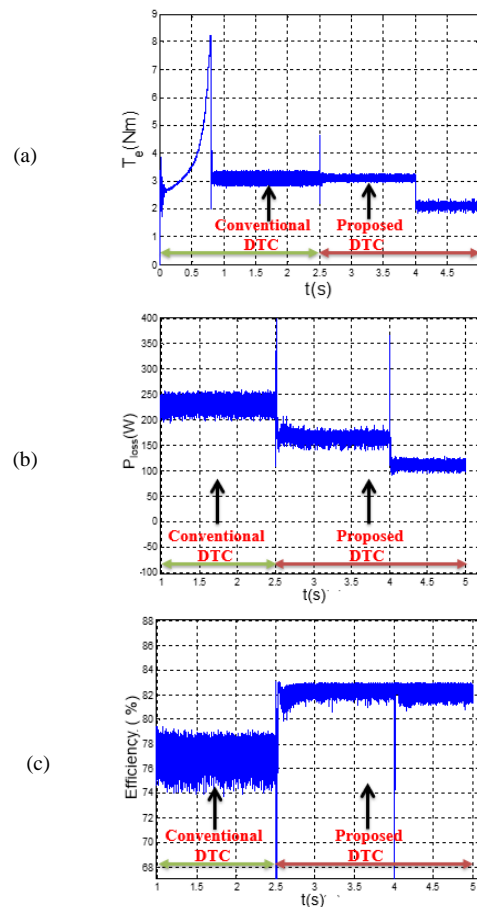 (a)
9
8
7
6
5
4
3
2
1
0
Te(Nm)
Conventional
DTC
Proposed
DTC
0 0.5 1 1.5 2 2.5 3 3.5 4 4.5
t(s)
(b)
400
350
300
250
200
150
100
50
0
-50
-100
Ploss(W)
Conventional
DTC
Proposed
DTC
1 1.5 2 2.5 3 3.5 4 4.5 5
t(s)
(c)
88
86
84
82
80
78
76
74
72
70
68
Efficiency ( %)
Conventional
DTC
Proposed
DTC
1 1.5 2 2.5 3 3.5 4 4.5 5
t(s)